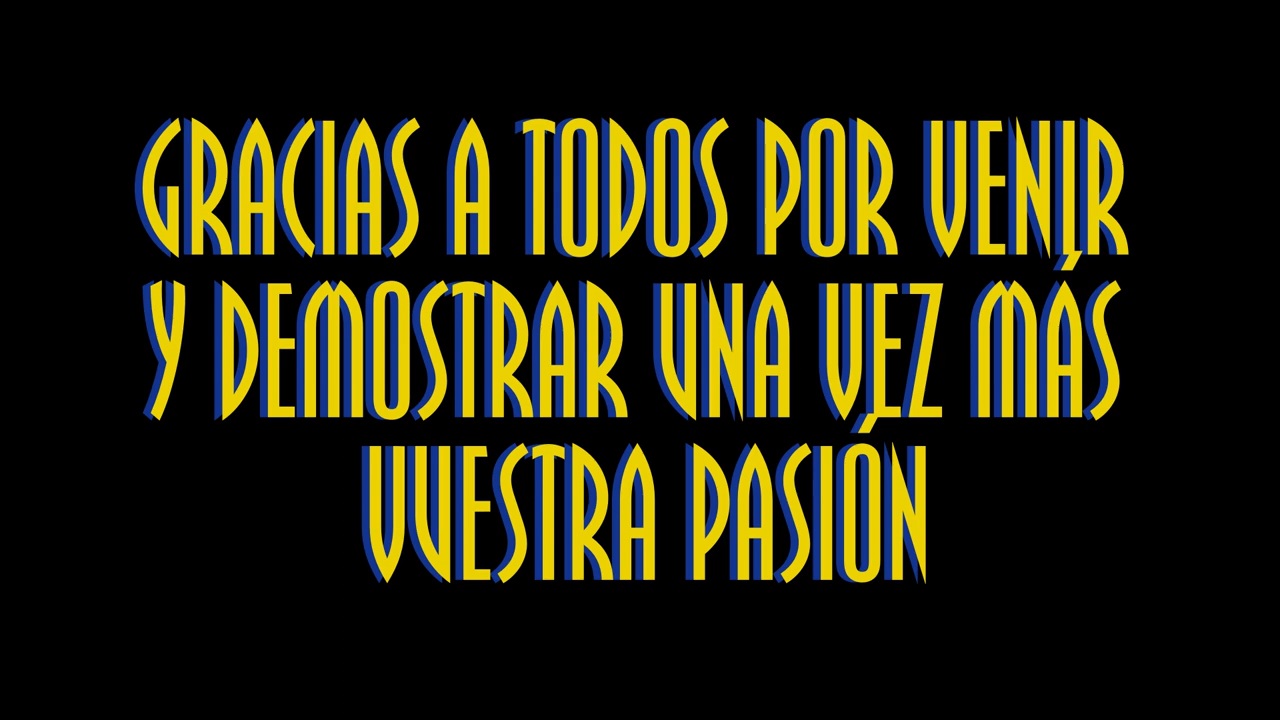 GRACIAS A TODOS POR VENIR
Y DEMOSTRAR UNA VEZ MÁS
VUESTRA PASIÓN